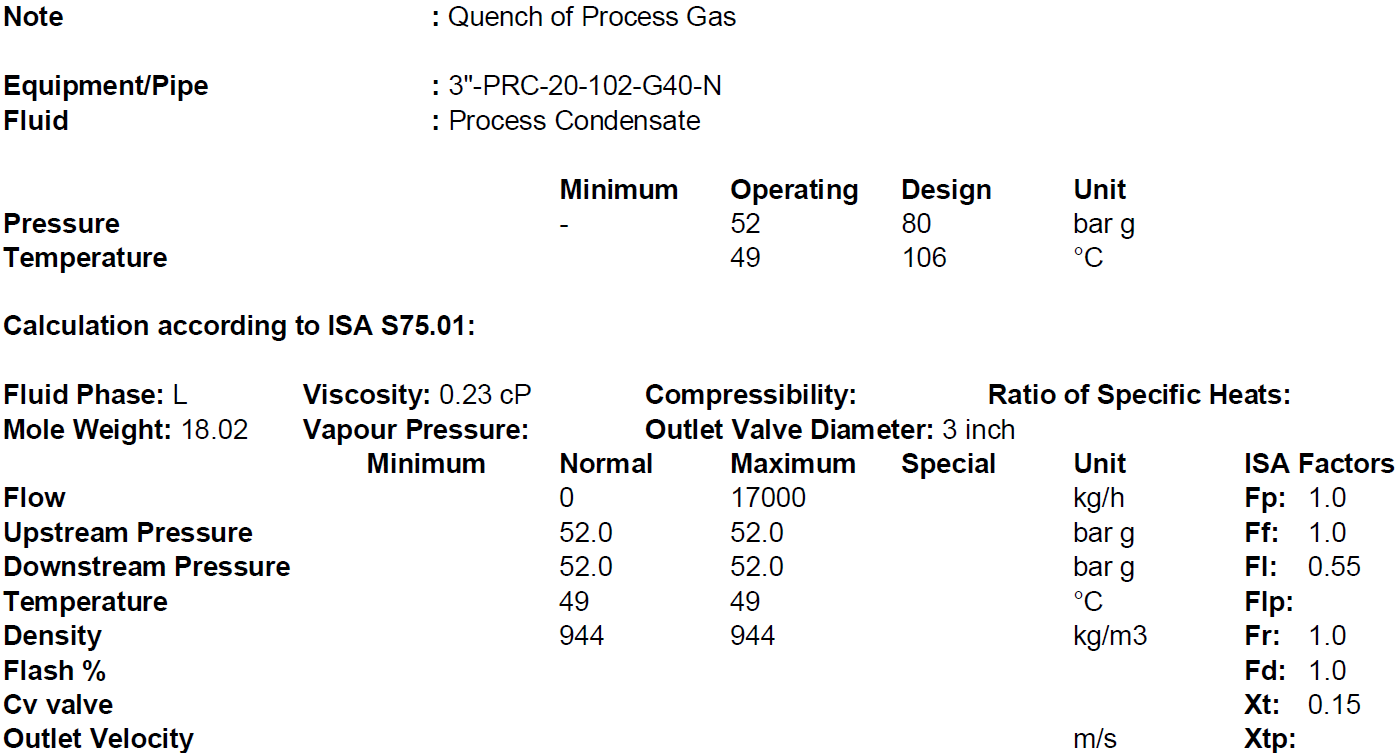 Note : Quench of Process Gas
Equipment/Pipe : 3"-PRC-20-102-G40-N
Fluid : Process Condensate
Minimum Operating Design Unit
Pressure - 52 80 bar g
Temperature 49 106 °C
Calculation according to ISA S75.01:
Fluid Phase: L Viscosity: 0.23 cP Compressibility: Ratio of Specific Heats:
Mole Weight: 18.02 Vapour Pressure: Outlet Valve Diameter: 3 inch
Minimum Normal Maximum Special Unit ISA Factors
Flow 0 17000 kg/h Fp: 1.0
Upstream Pressure 52.0 52.0 bar g Ff: 1.0
Downstream Pressure 52.0 52.0 bar g Fl: 0.55
Temperature 49 49 °C Flp:
Density 944 944 kg/m3 Fr: 1.0
Flash % Fd: 1.0
Cv valve Xt: 0.15
Outlet Velocity m/s Xtp: